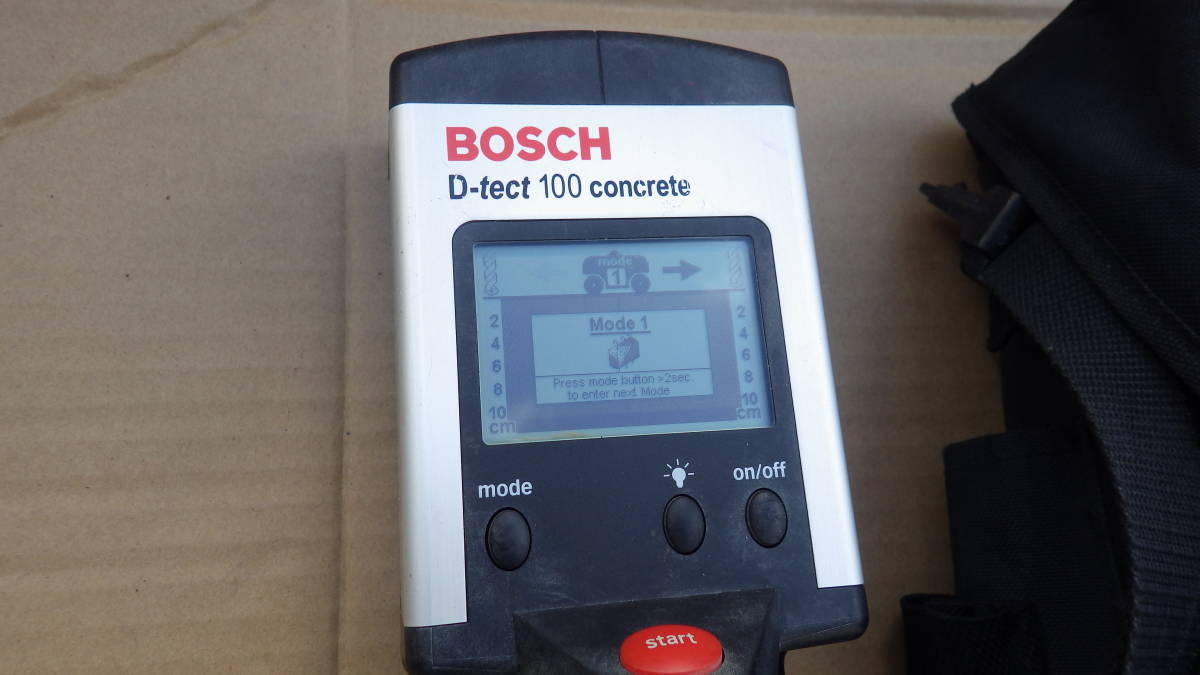 BOSCH
D-tect 100 concrete
mode
1
2 2
4 4
6 6
8 8
10 10
cm cm
Mode 1
Press mode button >2sec.
to enter next Mode
mode
on/off
start